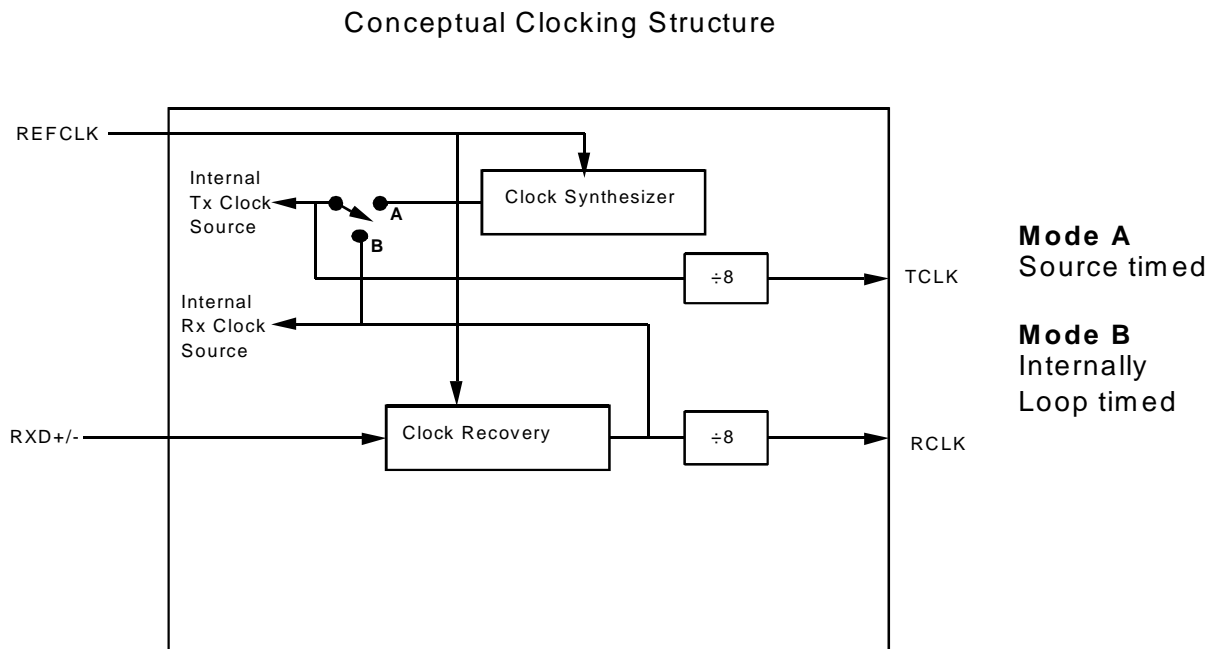 Conceptual Clocking Structure
REFCLK
Internal
Tx Clock
Source
A
B
Clock Synthesizer
÷8
TCLK
Internal
Rx Clock
Source
RXD+/-
Clock Recovery
÷8
RCLK
Mode A
Source timed
Mode B
Internally
Loop timed